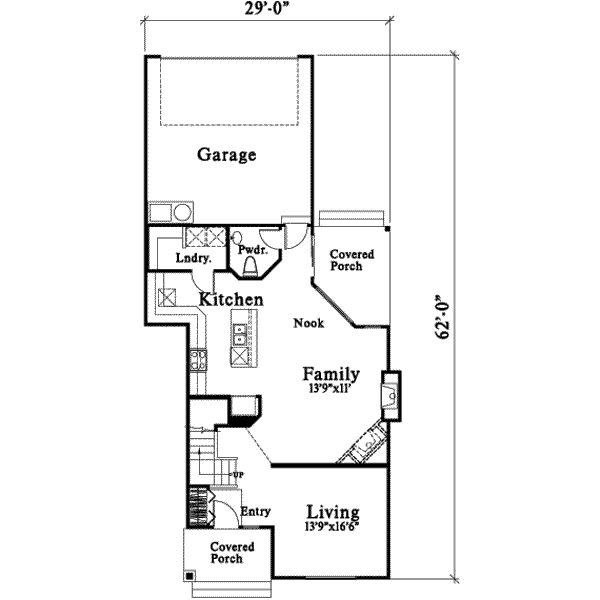 29'-0"
Garage
Pwdr.
Lndry.
Covered
Porch
Kitchen
Nook
62'-0"
Family
13'9"x11'
UP
Entry
Living
13'9"x16'6"
Covered
Porch